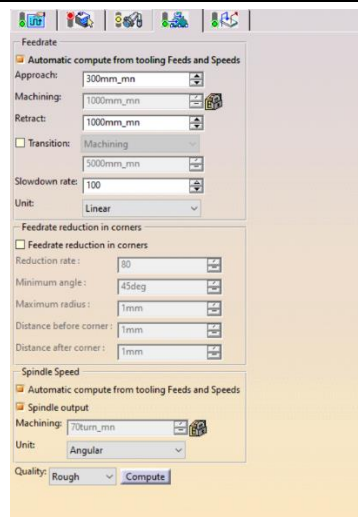 Feedrate
Automatic compute from tooling Feeds and Speeds
Approach: 300mm_mn
Machining: 1000mm_mn
Retract: 1000mm_mn
Transition: Machining
5000mm_mn
Slowdown rate: 100
Unit: Linear
Feedrate reduction in corners
Feedrate reduction in corners
Reduction rate : 80
Minimum angle : 45deg
Maximum radius : 1mm
Distance before corner : 1mm
Distance after corner : 1mm
Spindle Speed
Automatic compute from tooling Feeds and Speeds
Spindle output
Machining: 70turn_mn
Unit: Angular
Quality: Rough Compute